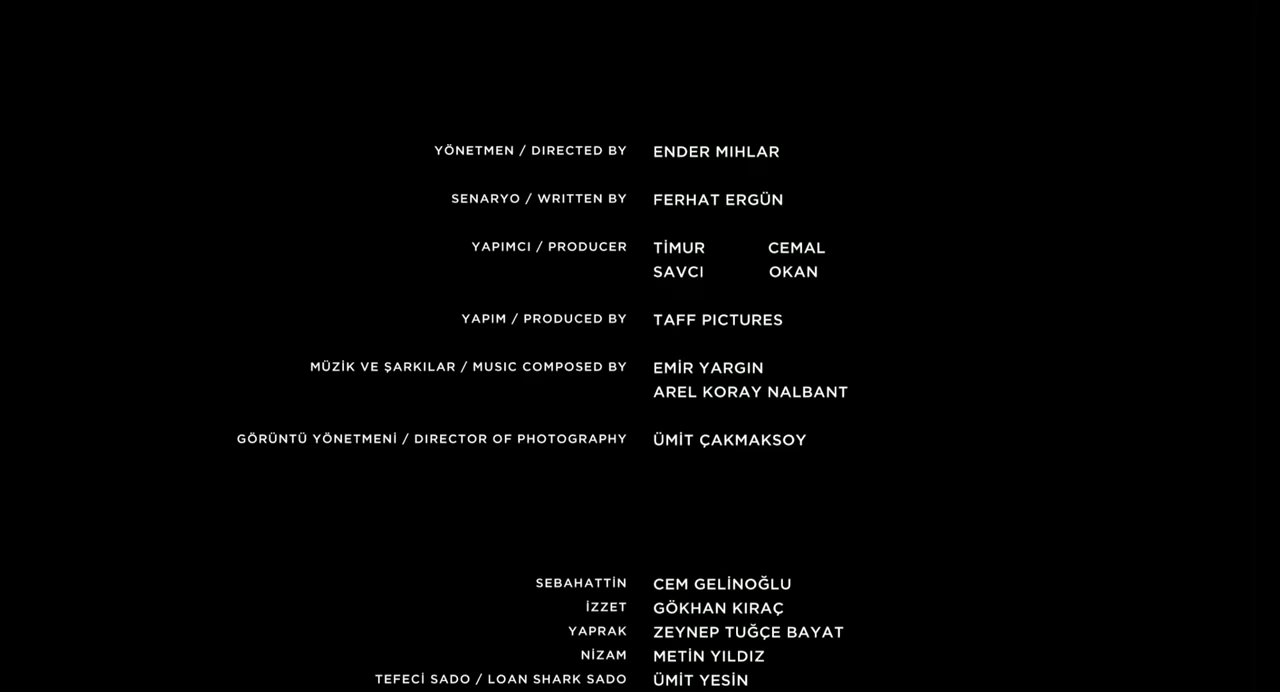 YÖNETMEN / DIRECTED BY ENDER MIHLAR
SENARYO / WRITTEN BY FERHAT ERGÜN
YAPIMCI / PRODUCER TİMUR CEMAL
SAVCI OKAN
YAPIM / PRODUCED BY TAFF PICTURES
MÜZİK VE ŞARKILAR / MUSIC COMPOSED BY EMİR YARGIN
AREL KORAY NALBANT
GÖRÜNTÜ YÖNETMENİ / DIRECTOR OF PHOTOGRAPHY ÜMİT ÇAKMAKSOY
SEBAHATTİN CEM GELİNOĞLU
İZZET GÖKHAN KIRAÇ
YAPRAK ZEYNEP TUĞÇE BAYAT
NİZAM METİN YILDIZ
TEFECİ SADO / LOAN SHARK SADO ÜMİT YESİN